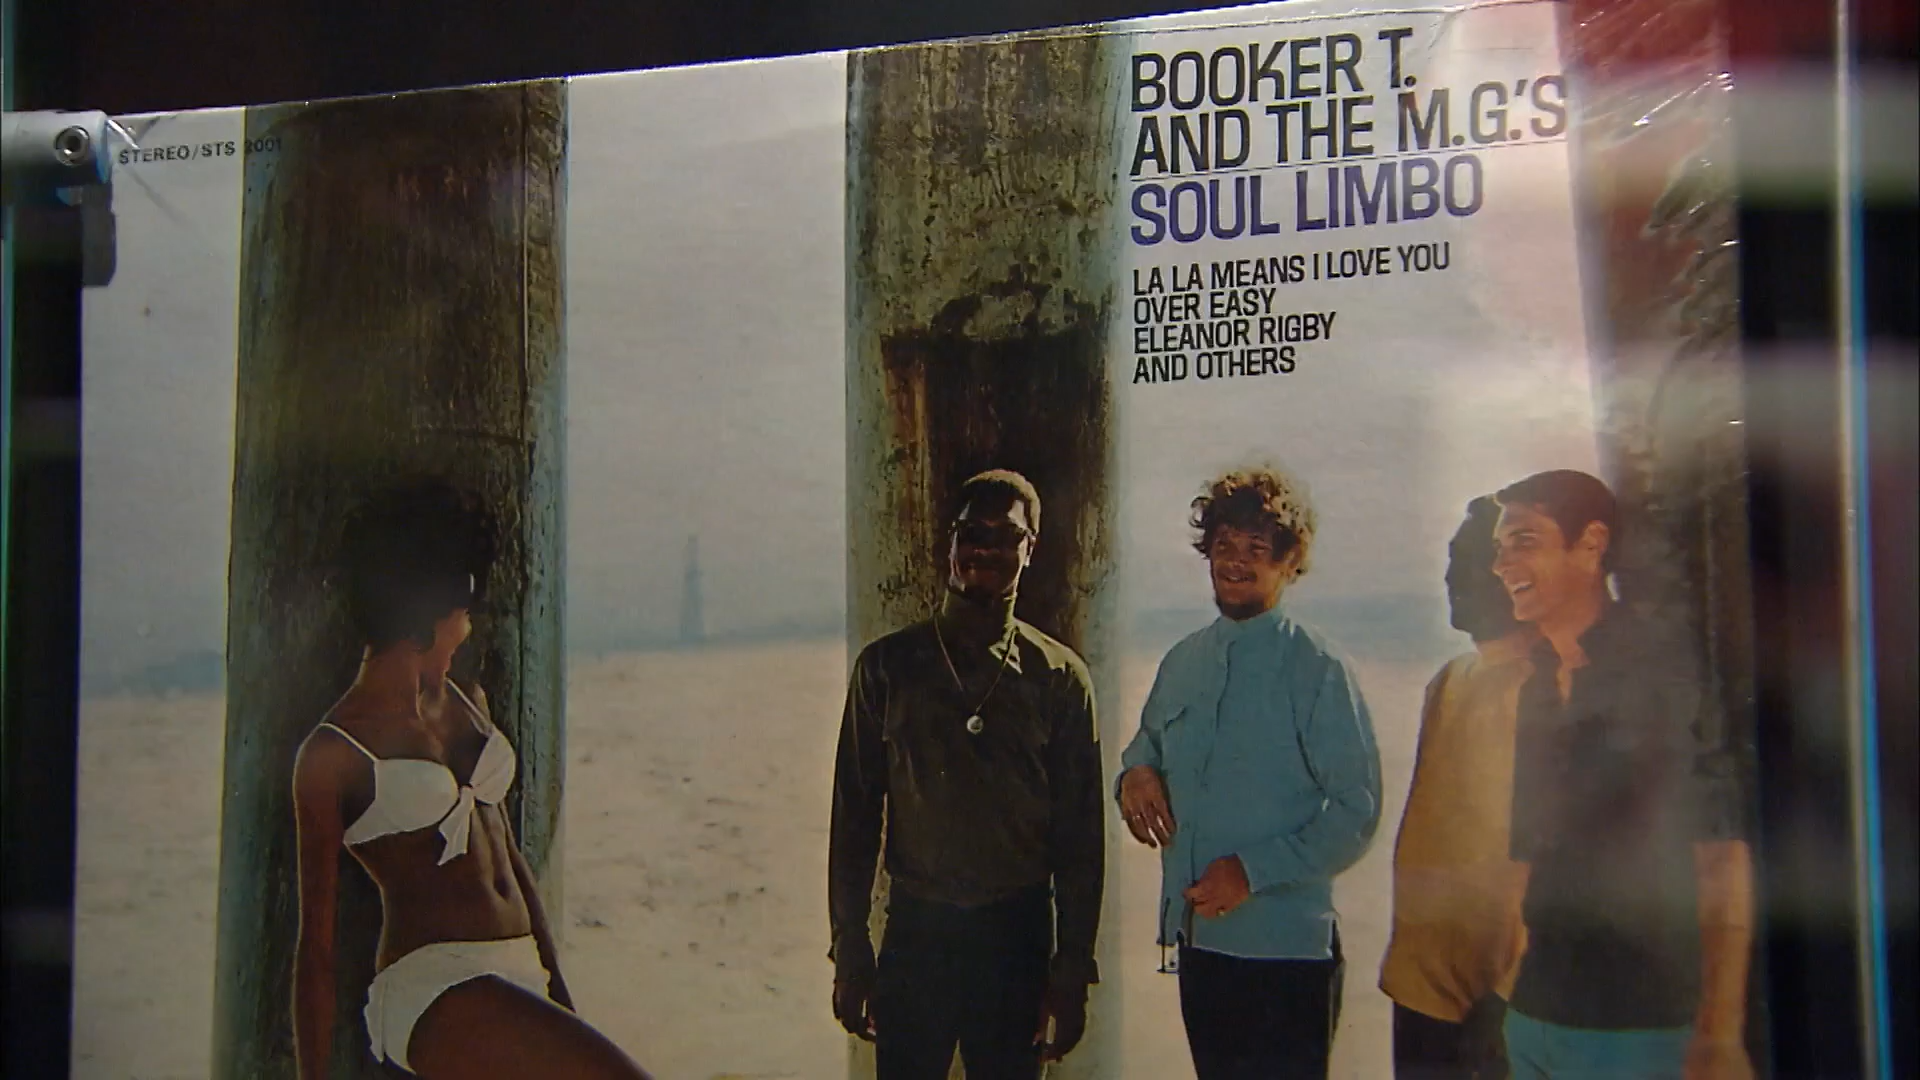 STEREO/STS 2001
BOOKER T.
AND THE M.G.'S
SOUL LIMBO
LA LA MEANS I LOVE YOU
OVER EASY
ELEANOR RIGBY
AND OTHERS